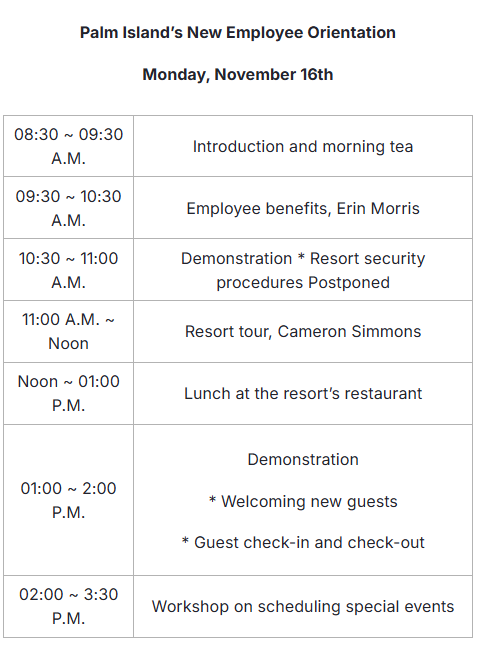 Palm Island’s New Employee Orientation
Monday, November 16th
08:30 ~ 09:30
A.M.
Introduction and morning tea
09:30 ~ 10:30
A.M.
Employee benefits, Erin Morris
10:30 ~ 11:00
A.M.
Demonstration * Resort security
procedures Postponed
11:00 A.M. ~
Noon
Resort tour, Cameron Simmons
Noon ~ 01:00
P.M.
Lunch at the resort’s restaurant
01:00 ~ 2:00
P.M.
Demonstration
* Welcoming new guests
* Guest check-in and check-out
02:00 ~ 3:30
P.M.
Workshop on scheduling special events